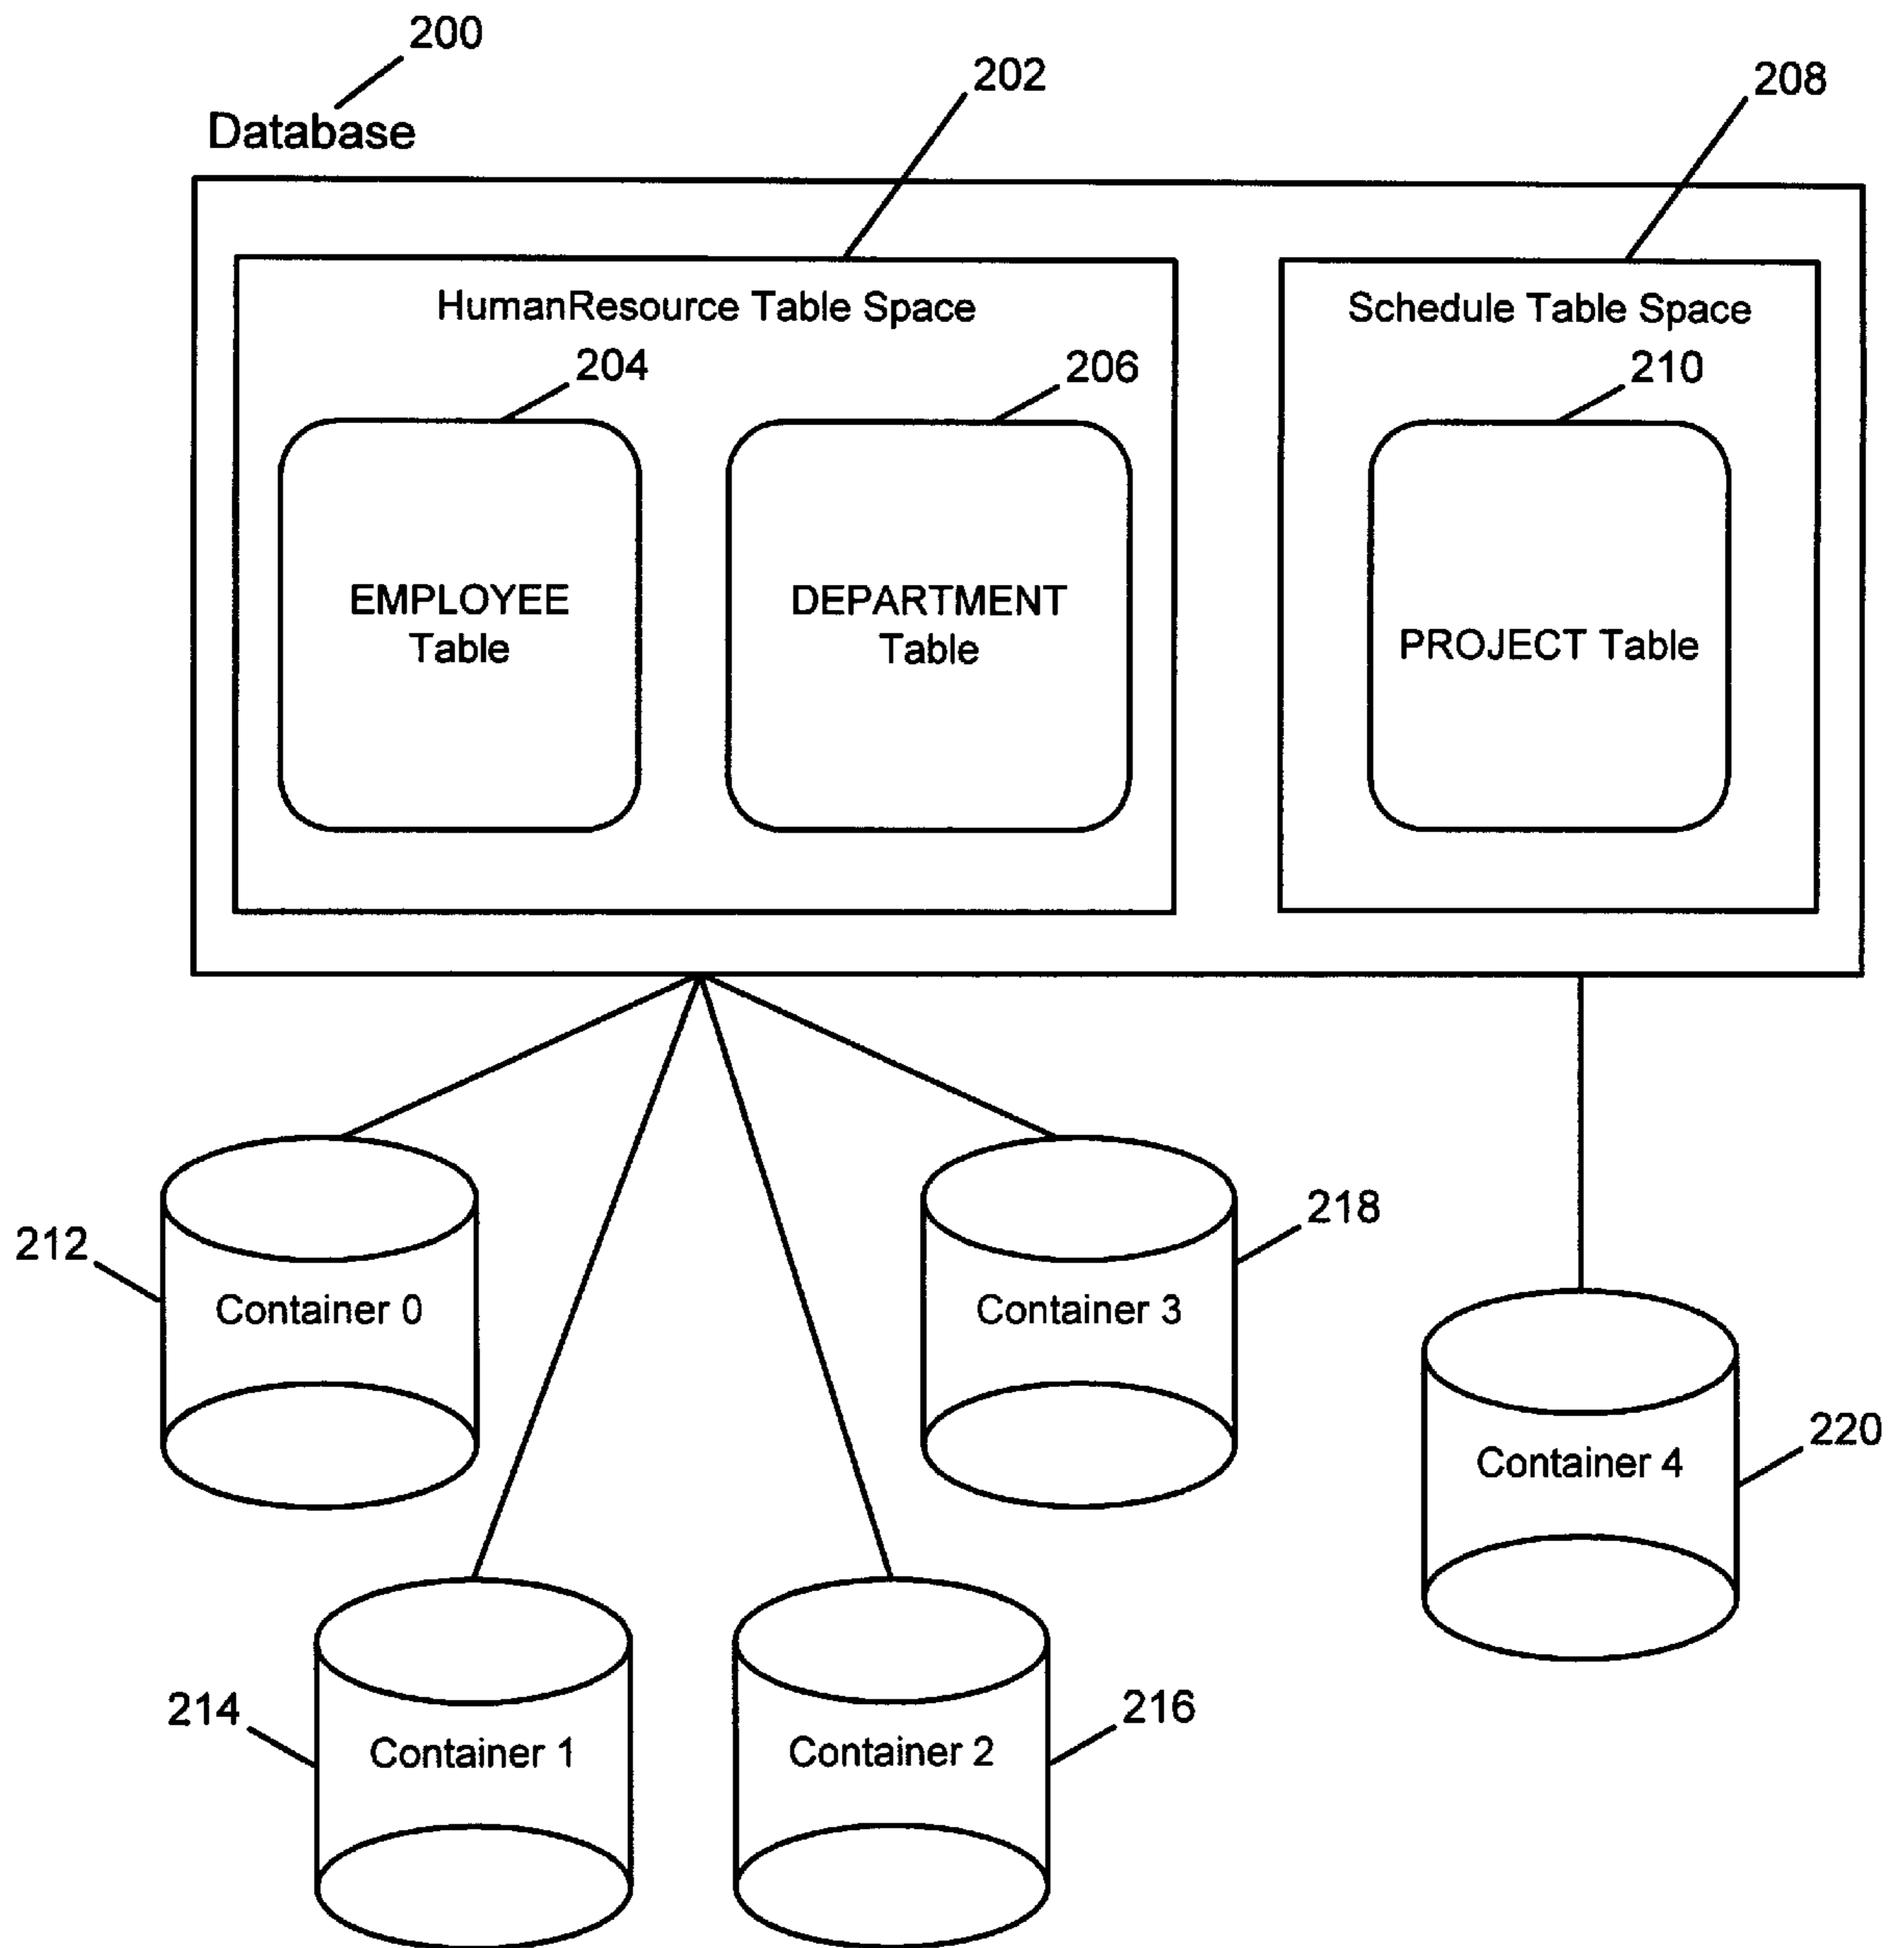 200
Database
202
208
HumanResource Table Space
Schedule Table Space
204
206
210
EMPLOYEE
Table
DEPARTMENT
Table
PROJECT Table
212
Container 0
Container 3
218
Container 4
220
214
Container 1
Container 2
216